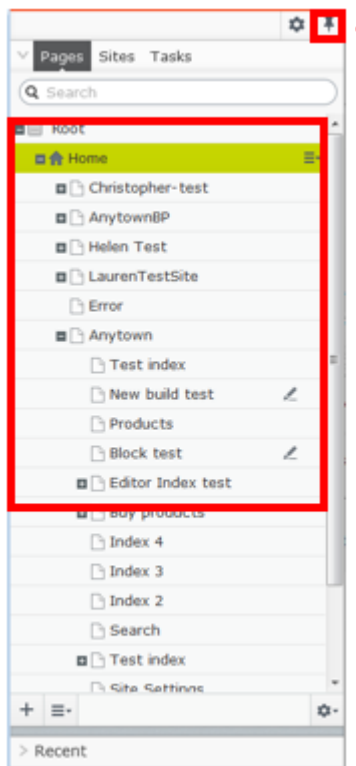 Pages Sites Tasks
Search
Root
Home
Christopher-test
AnytownBP
Helen Test
LaurenTestSite
Error
Anytown
Test index
New build test
Products
Block test
Editor Index test
Buy products
Index 4
Index 3
Index 2
Search
Test index
Site Settings
Recent